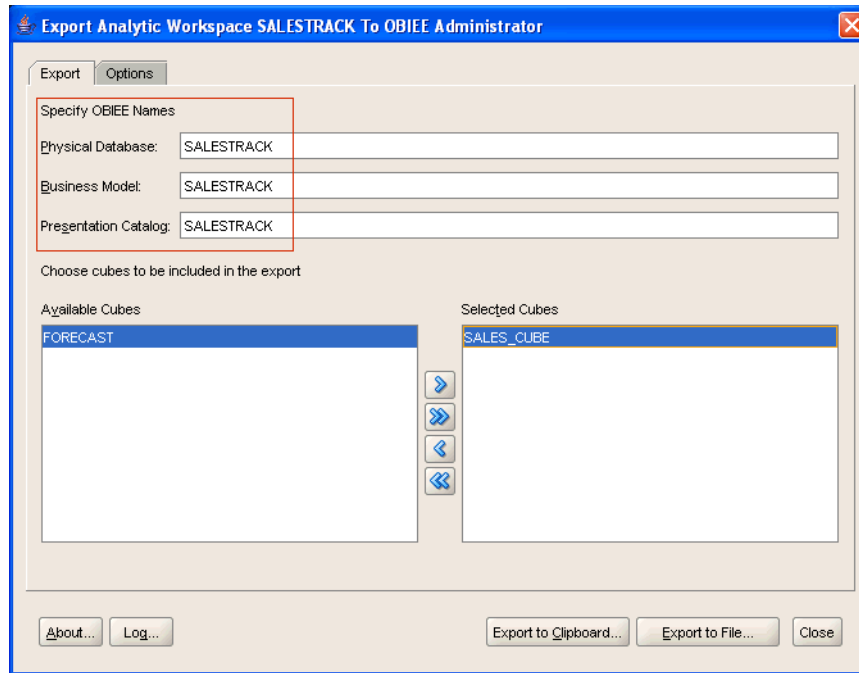 Export Analytic Workspace SALESTRACK To OBIEE Administrator
Export Options
Specify OBIEE Names
Physical Database: SALESTRACK
Business Model: SALESTRACK
Presentation Catalog: SALESTRACK
Choose cubes to be included in the export
Available Cubes Selected Cubes
FORECAST SALES_CUBE
About... Log... Export to Clipboard... Export to File... Close